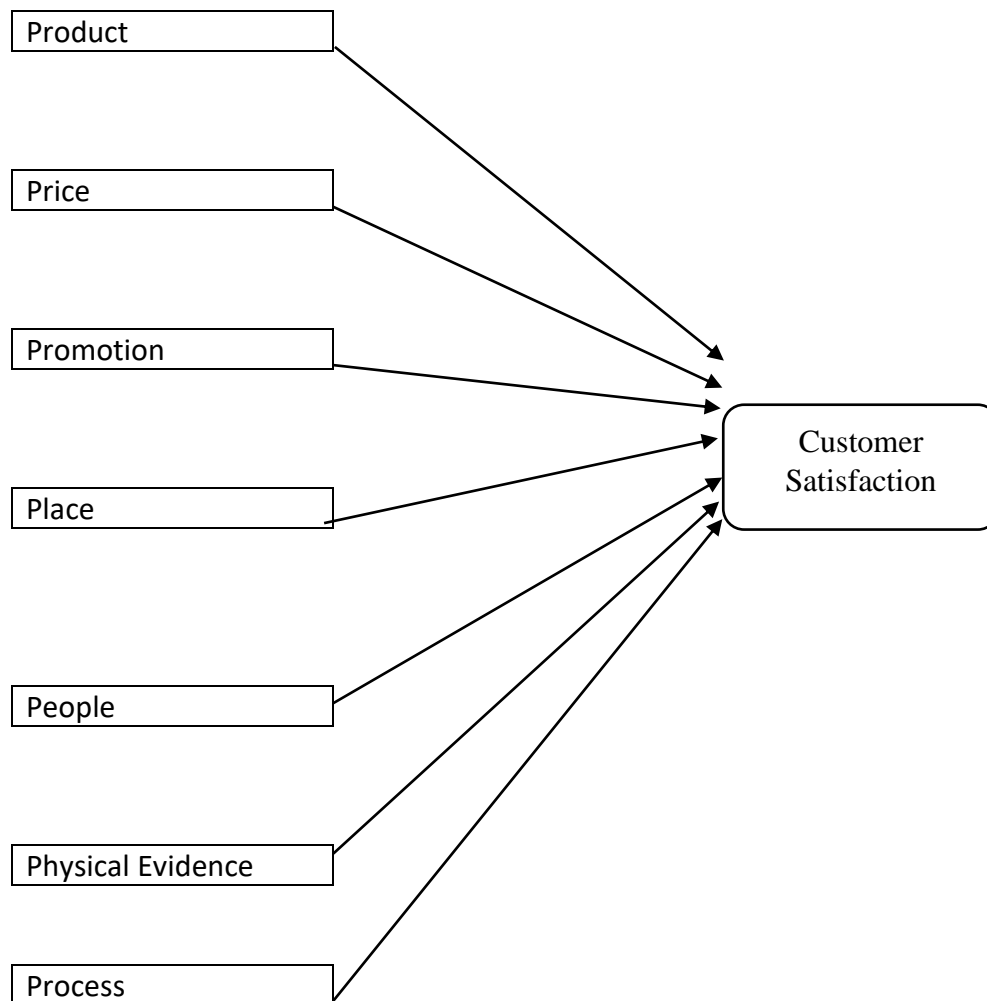 Product
Price
Promotion
Customer
Satisfaction
Place
People
Physical Evidence
Process